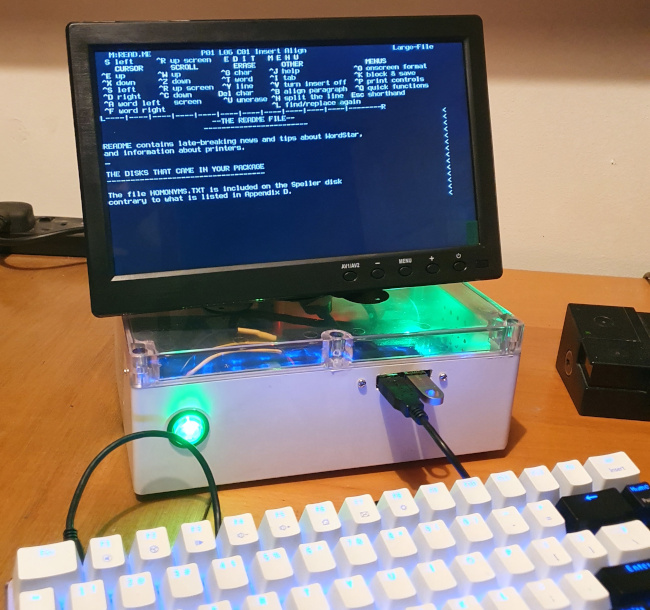 M:READ.ME P01 L06 C01 Insert Align Large-File
E D I T M E N U
CURSOR SCROLL ERASE OTHER MENUS
^E up ^W up ^G char ^J help ^O onscreen format
^X down ^Z down ^T word ^I tab ^K block & save
^S left ^R up screen ^Y line ^V turn insert off ^P print controls
^D right ^C down Del char ^B align paragraph ^Q quick functions
^A word left screen ^U unerase ^N split the line Esc shorthand
^F word right ^L find/replace again
--THE README FILE--
README contains late-breaking news and tips about WordStar,
and information about printers.
THE DISKS THAT CAME IN YOUR PACKAGE
The file HOMONYMS.TXT is included on the Speller disk
contrary to what is listed in Appendix D.
AV1/AV2 − MENU +
Insert
Enter